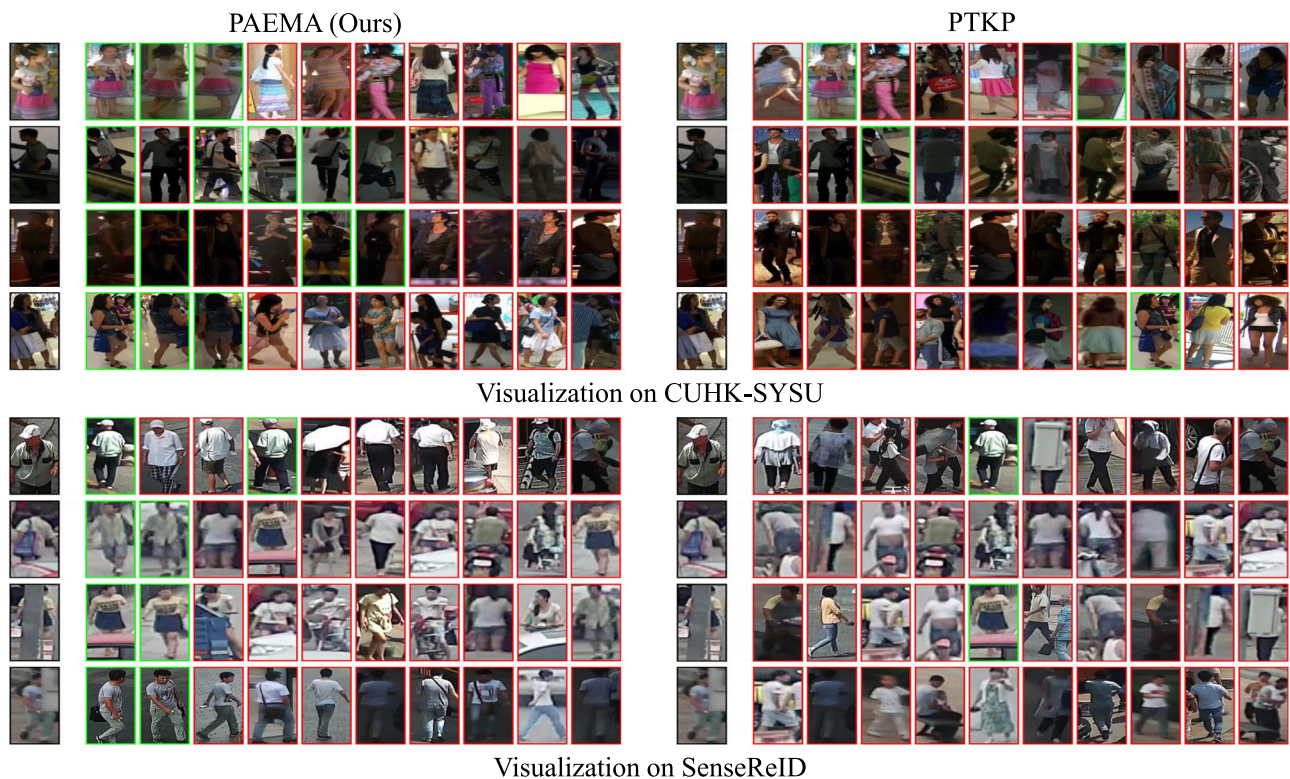 PAEMA (Ours)
PTKP
Visualization on CUHK-SYSU
Visualization on SenseReID